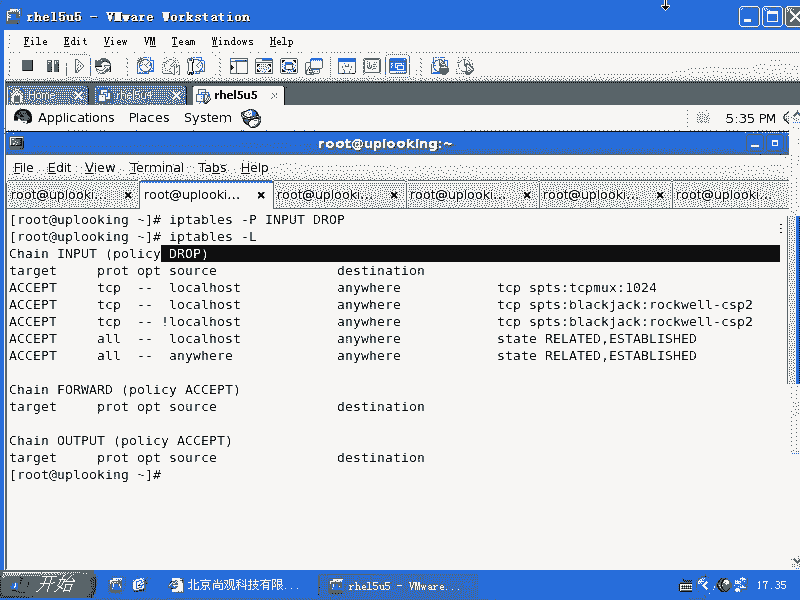 rhel5u5 - VMware Workstation
File Edit View VM Team Windows Help
Home rhel5u4 rhel5u5
Applications Places System 5:35 PM
root@uplooking:~
File Edit View Terminal Tabs Help
root@uplooki... root@uplooki... root@uplooki... root@uplooki... root@uplooki... root@uplooki...
[root@uplooking ~]# iptables -P INPUT DROP
[root@uplooking ~]# iptables -L
Chain INPUT (policy DROP)
target prot opt source destination
ACCEPT tcp -- localhost anywhere tcp spts:tcpmux:1024
ACCEPT tcp -- localhost anywhere tcp spts:blackjack:rockwell-csp2
ACCEPT tcp -- !localhost anywhere tcp spts:blackjack:rockwell-csp2
ACCEPT all -- localhost anywhere state RELATED,ESTABLISHED
ACCEPT all -- anywhere anywhere state RELATED,ESTABLISHED
Chain FORWARD (policy ACCEPT)
target prot opt source destination
Chain OUTPUT (policy ACCEPT)
target prot opt source destination
[root@uplooking ~]#
开始 北京尚观科技有限... rhel5u5 - VMware... 17.35